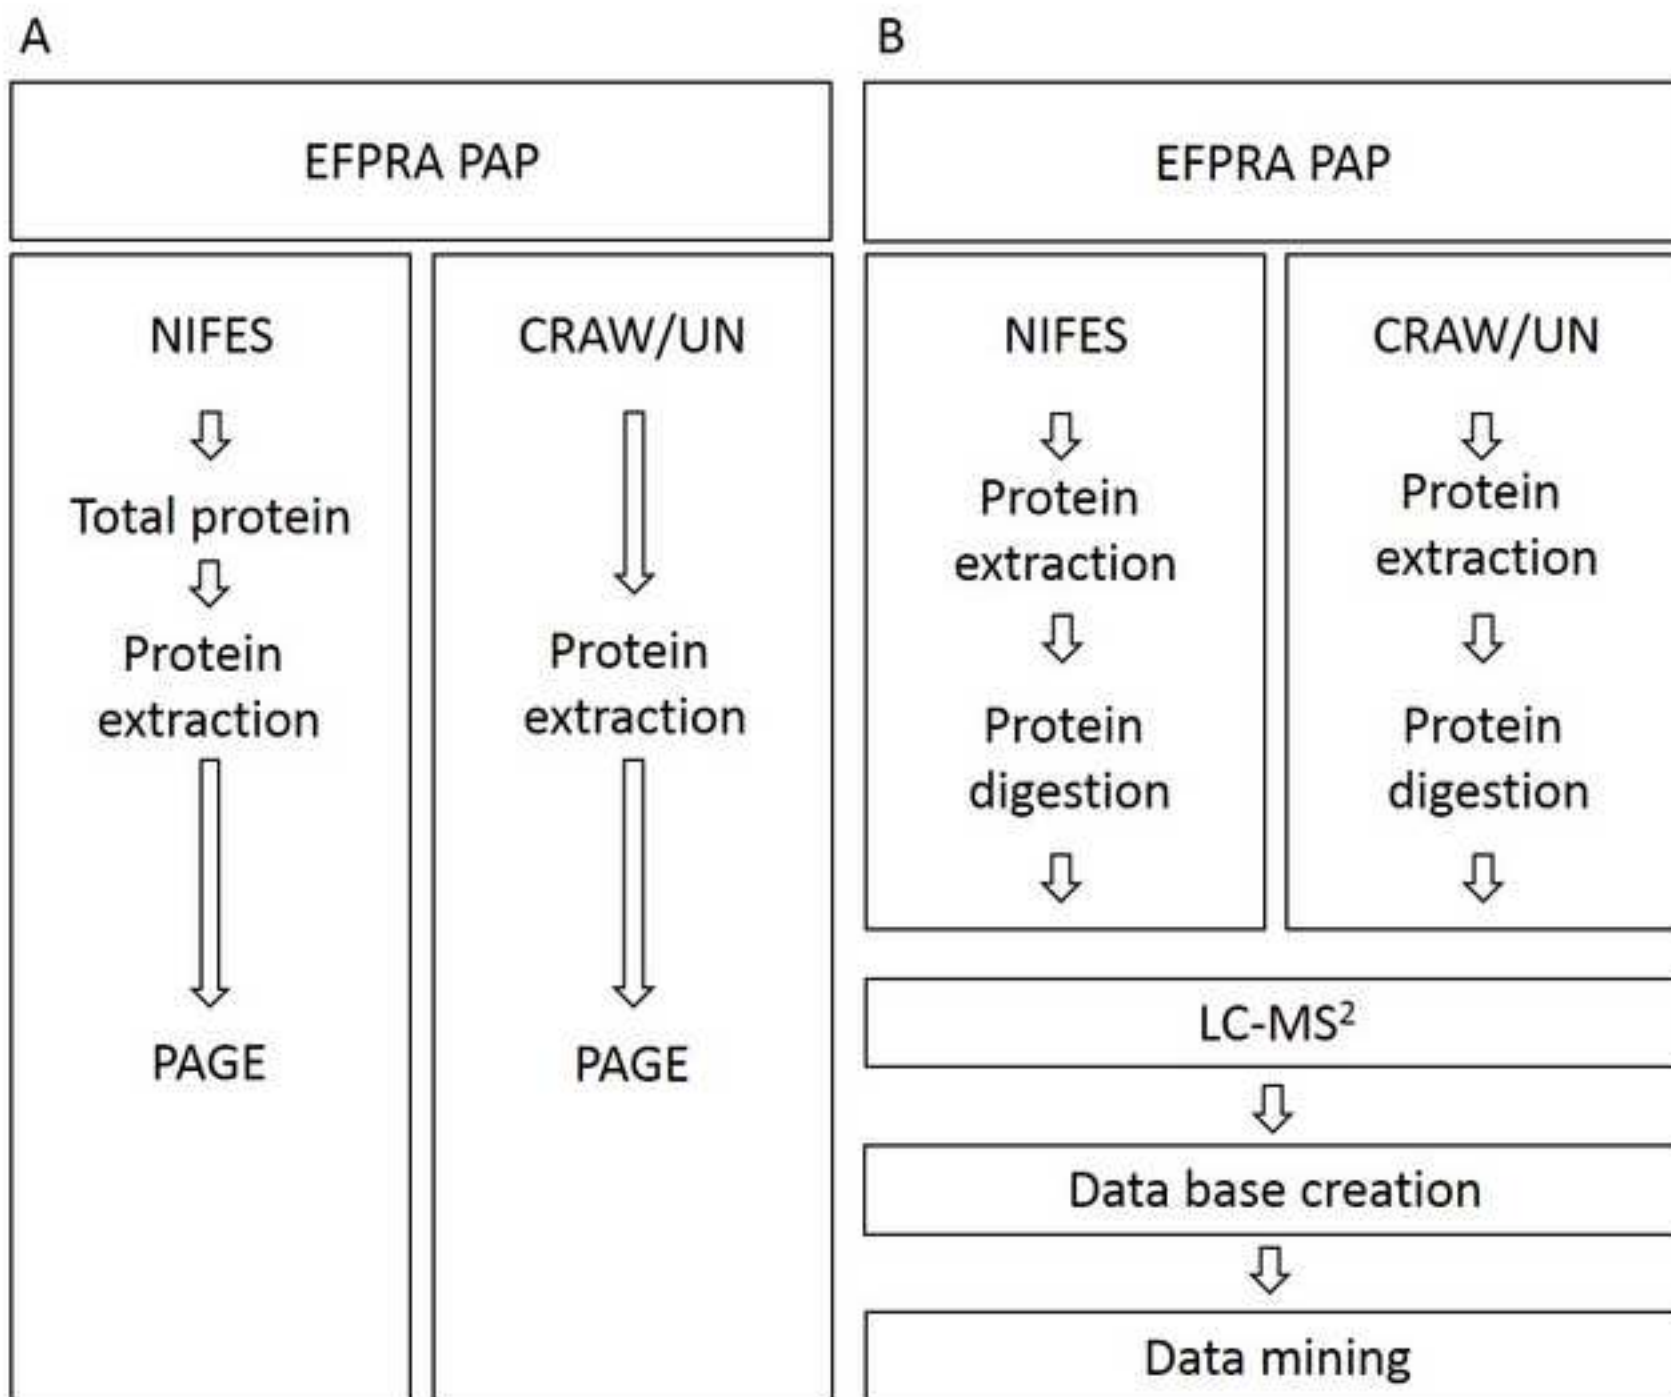 A
EFPRA PAP
NIFES
Total protein
Protein
extraction
PAGE
CRAW/UN
Protein
extraction
PAGE
B
EFPRA PAP
NIFES
Protein
extraction
Protein
digestion
CRAW/UN
Protein
extraction
Protein
digestion
LC-MS²
Data base creation
Data mining